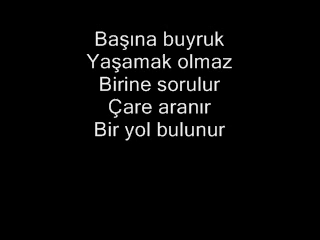 Başına buyruk
Yaşamak olmaz
Birine sorulur
Çare aranır
Bir yol bulunur